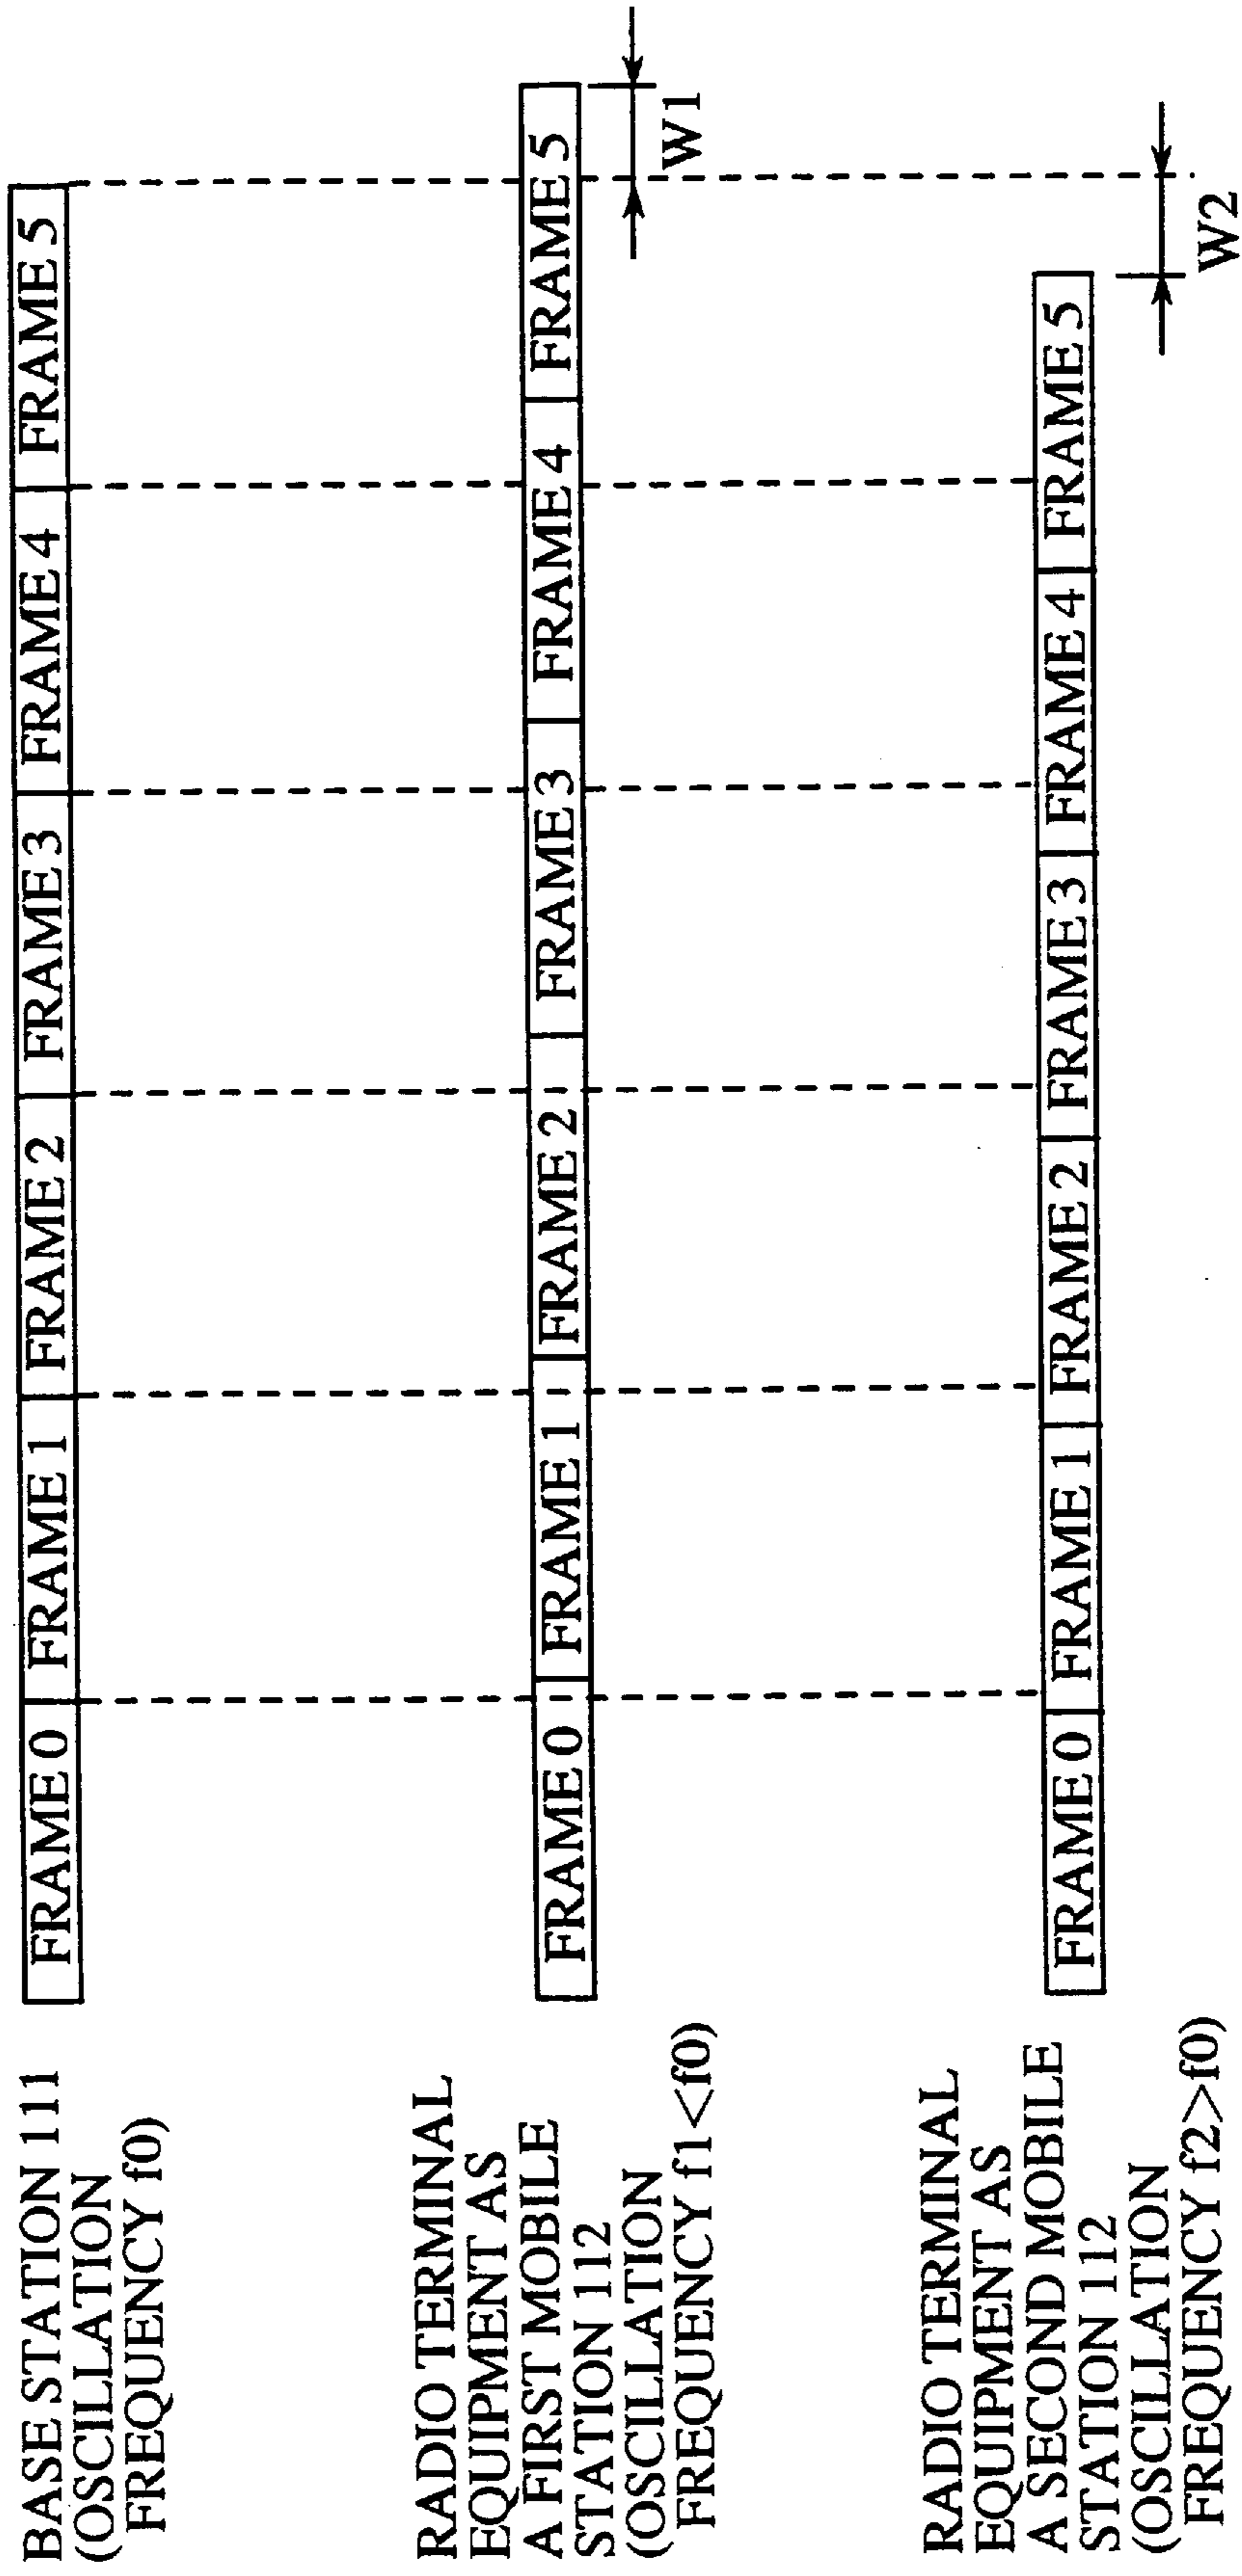 BASE STATION 111
(OSCILLATION
FREQUENCY f0)
FRAME 0 FRAME 1 FRAME 2 FRAME 3 FRAME 4 FRAME 5
RADIO TERMINAL
EQUIPMENT AS
A FIRST MOBILE
STATION 112
(OSCILLATION
FREQUENCY f1<f0)
FRAME 0 FRAME 1 FRAME 2 FRAME 3 FRAME 4 FRAME 5
W1
RADIO TERMINAL
EQUIPMENT AS
A SECOND MOBILE
STATION 112
(OSCILLATION
FREQUENCY f2>f0)
FRAME 0 FRAME 1 FRAME 2 FRAME 3 FRAME 4 FRAME 5
W2